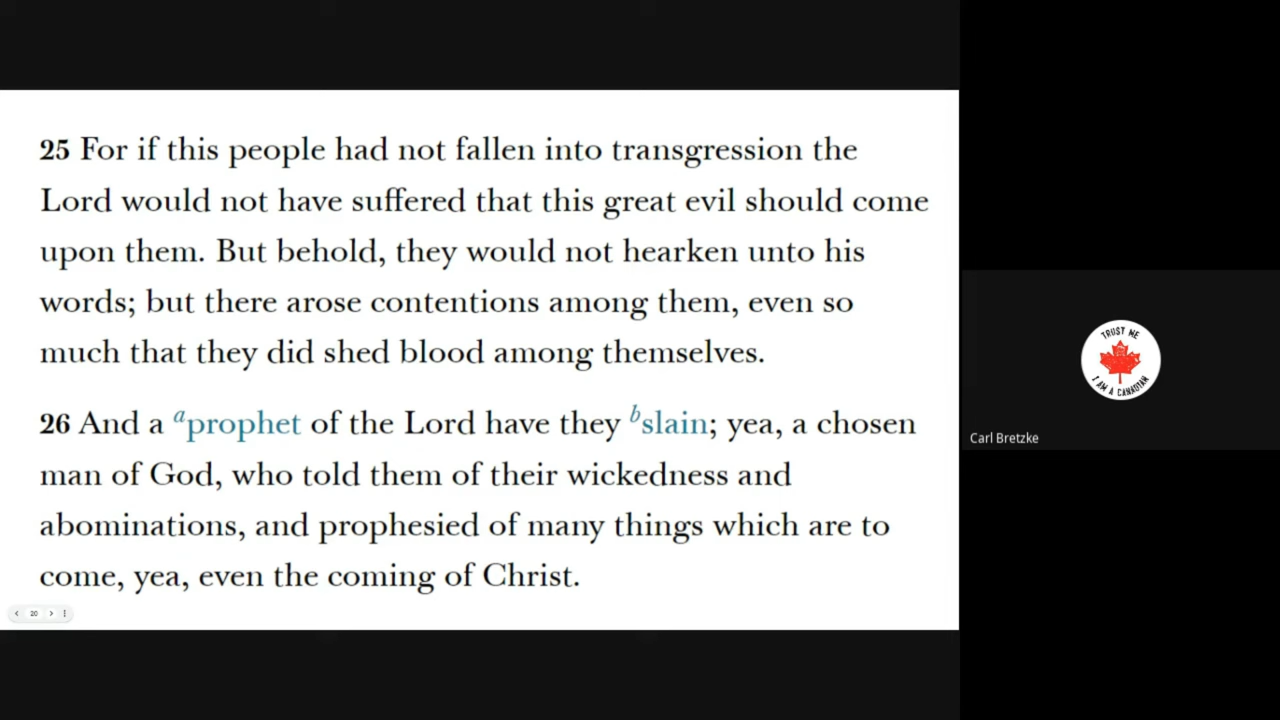 25 For if this people had not fallen into transgression the
Lord would not have suffered that this great evil should come
upon them. But behold, they would not hearken unto his
words; but there arose contentions among them, even so
much that they did shed blood among themselves.
26 And a a prophet of the Lord have they b slain; yea, a chosen
man of God, who told them of their wickedness and
abominations, and prophesied of many things which are to
come, yea, even the coming of Christ.
20
TRUST ME
I AM A CANADIAN
Carl Bretzke